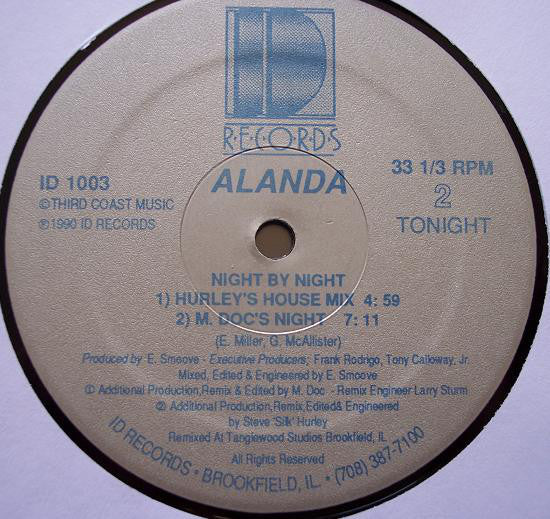 ID
R·E·C·O·R·D·S
ALANDA
ID 1003
©THIRD COAST MUSIC
℗1990 ID RECORDS
33 1/3 RPM
2
TONIGHT
NIGHT BY NIGHT
1) HURLEY'S HOUSE MIX 4: 59
2) M. DOC'S NIGHT 7: 11
(E. Miller, G. McAllister)
Produced by E. Smoove - Executive Producers; Frank Rodrigo, Tony Calloway, Jr.
Mixed, Edited & Engineered by E. Smoove
① Additional Production,Remix & Edited by M. Doc - Remix Engineer Larry Sturm
② Additional Production,Remix,Edited& Engineered
by Steve 'Silk' Hurley
Remixed At Tanglewood Studios Brookfield, IL
All Rights Reserved
ID RECORDS • BROOKFIELD, IL • (708) 387-7100